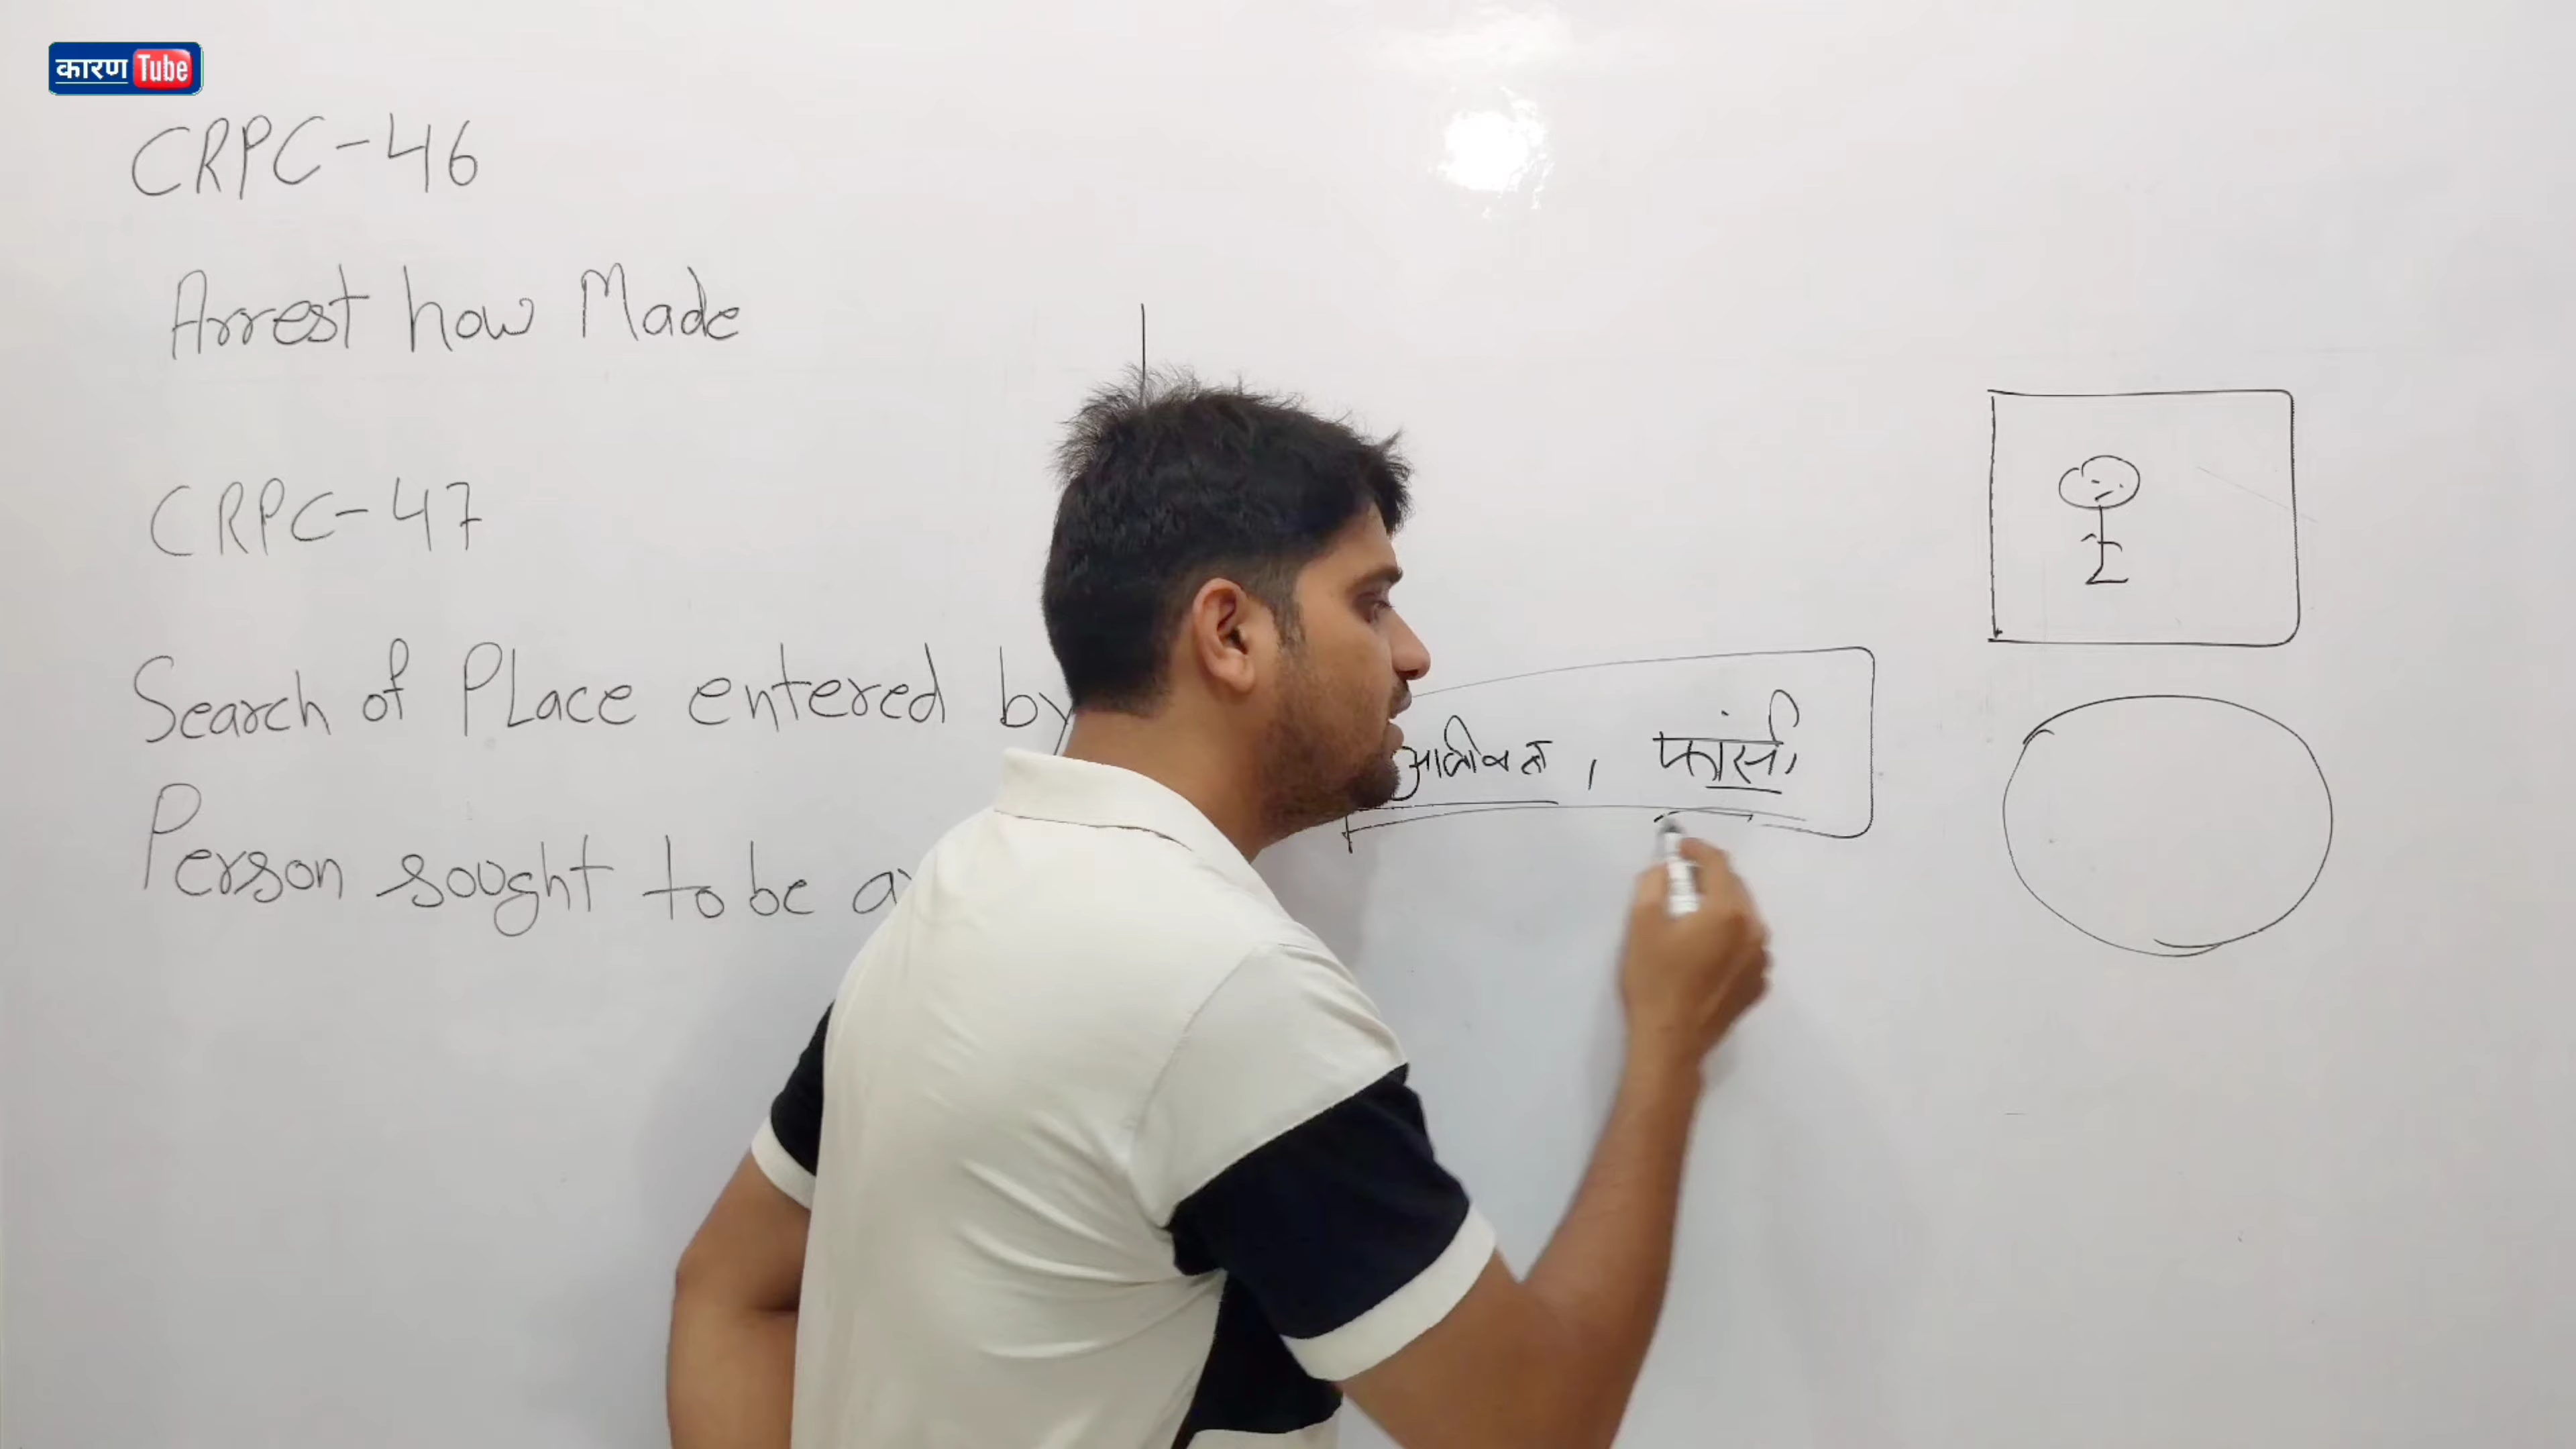 कारण Tube
CRPC-46
Arrest how Made
CRPC-47
Search of PLace entered by
आजीवन, फांसी
Person sought to be a